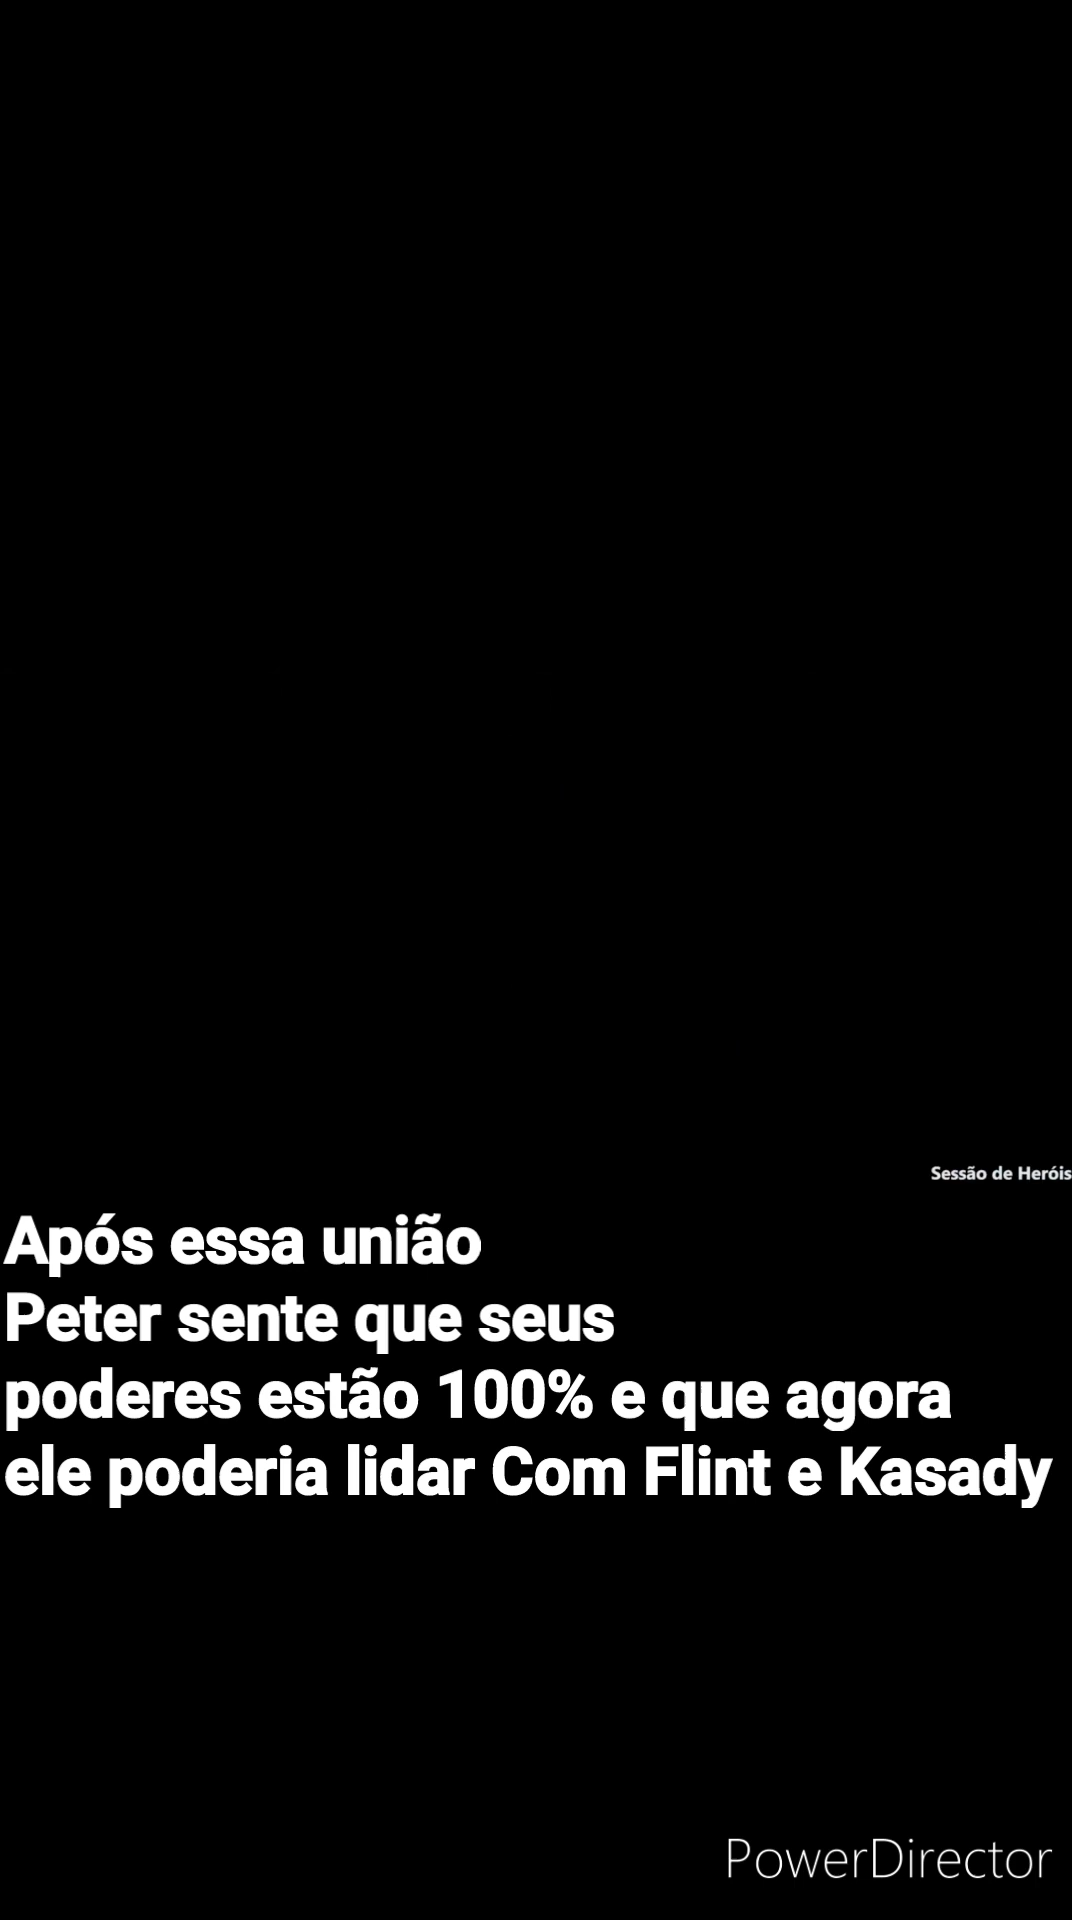 Sessão de Heróis
Após essa união
Peter sente que seus
poderes estão 100% e que agora
ele poderia lidar Com Flint e Kasady
PowerDirector